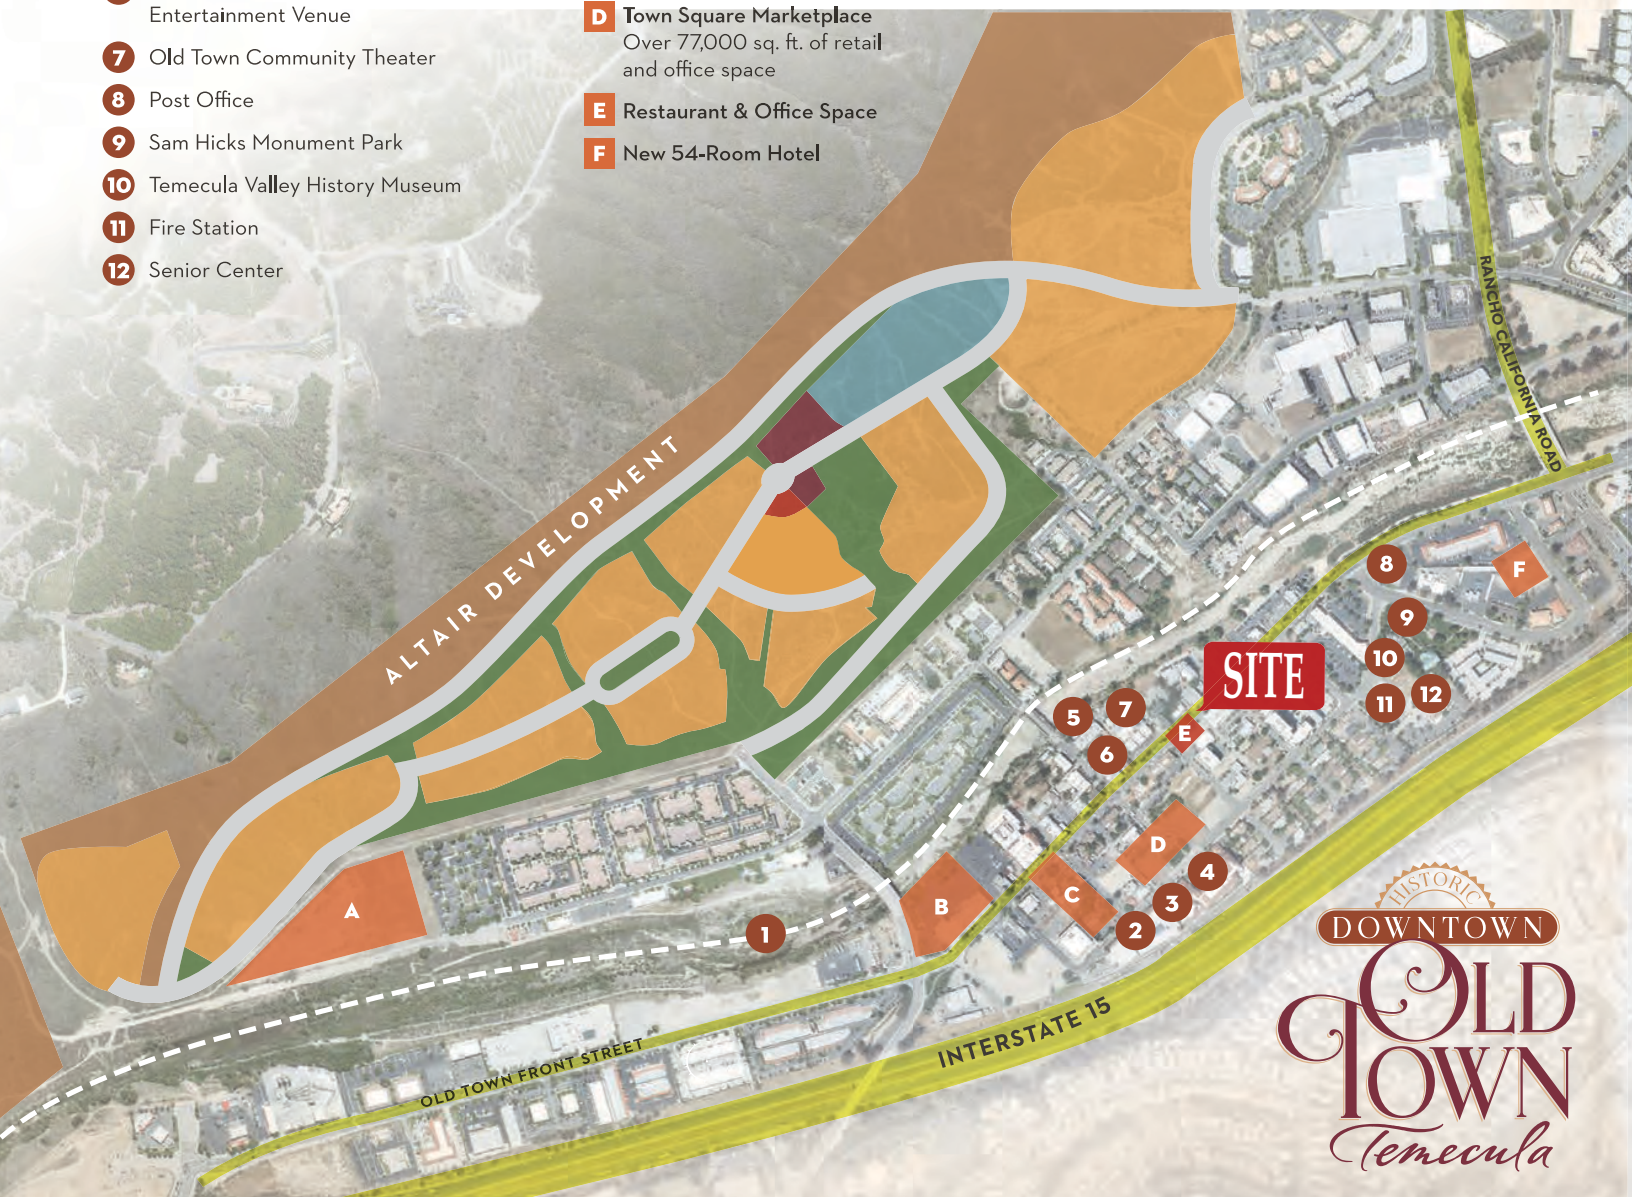 Entertainment Venue
7 Old Town Community Theater
8 Post Office
9 Sam Hicks Monument Park
10 Temecula Valley History Museum
11 Fire Station
12 Senior Center
D Town Square Marketplace
Over 77,000 sq. ft. of retail
and office space
E Restaurant & Office Space
F New 54-Room Hotel
RANCHO CALIFORNIA ROAD
ALTAIR DEVELOPMENT
8
F
9
10
11
12
SITE
5
7
6
E
D
4
3
2
C
B
A
1
INTERSTATE 15
OLD TOWN FRONT STREET
HISTORIC
DOWNTOWN
OLD
TOWN
Temecula